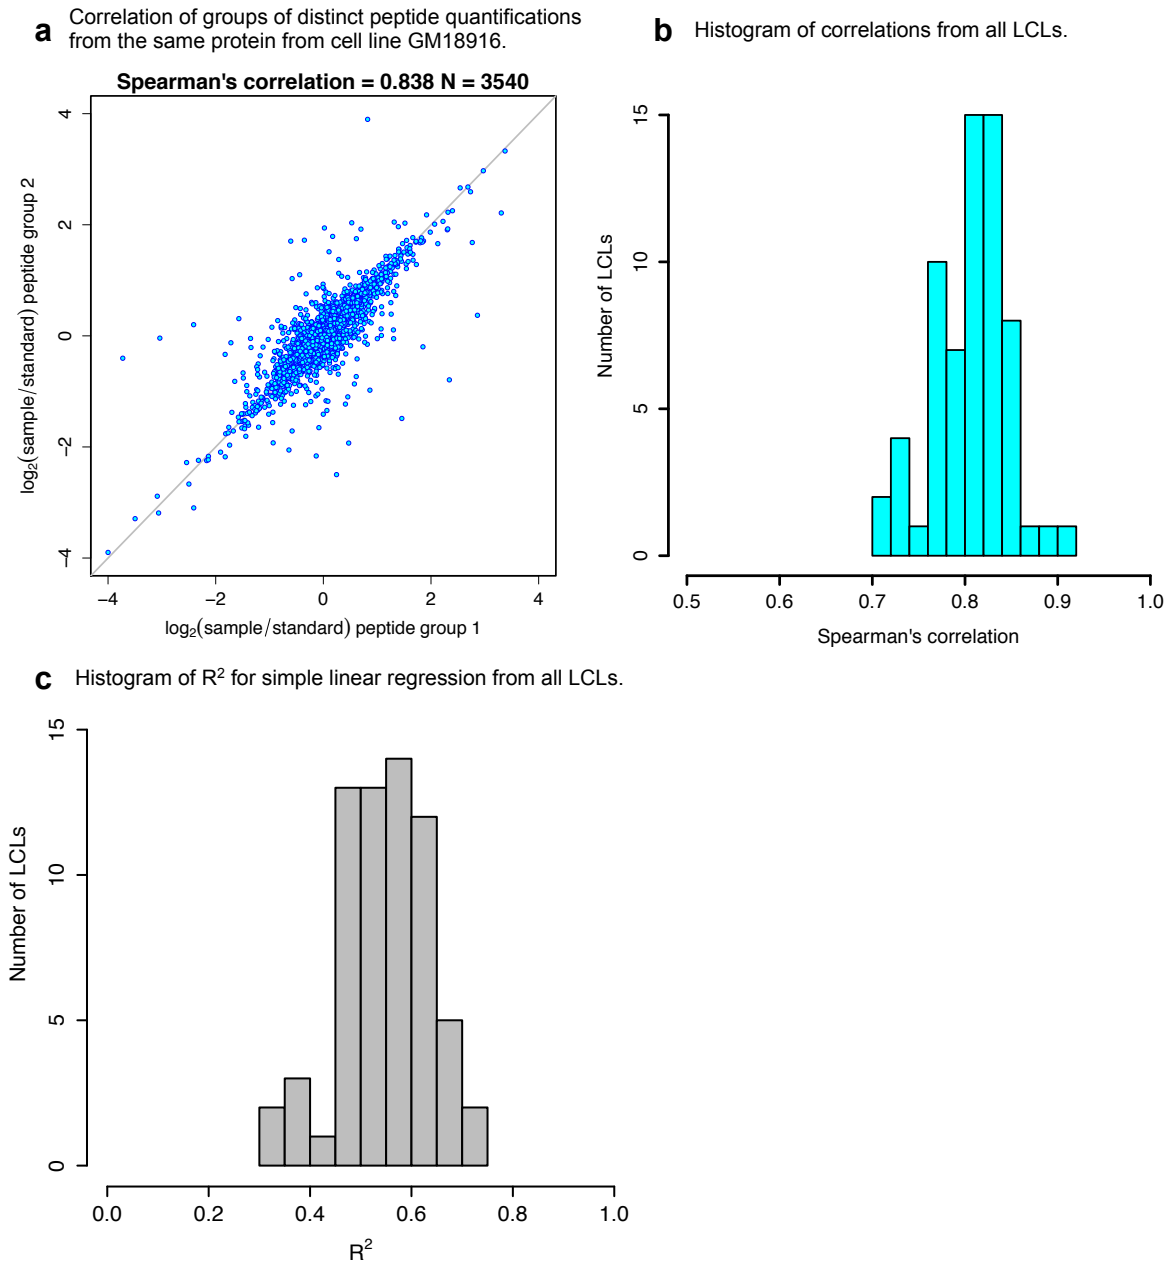 a Correlation of groups of distinct peptide quantifications
from the same protein from cell line GM18916.
Spearman's correlation = 0.838 N = 3540
4
2
0
−2
−4
log₂(sample/standard) peptide group 2
−4 −2 0 2 4
log₂(sample/standard) peptide group 1
b Histogram of correlations from all LCLs.
15
10
5
0
Number of LCLs
0.5 0.6 0.7 0.8 0.9 1.0
Spearman's correlation
c Histogram of R² for simple linear regression from all LCLs.
15
10
5
0
Number of LCLs
0.0 0.2 0.4 0.6 0.8 1.0
R²